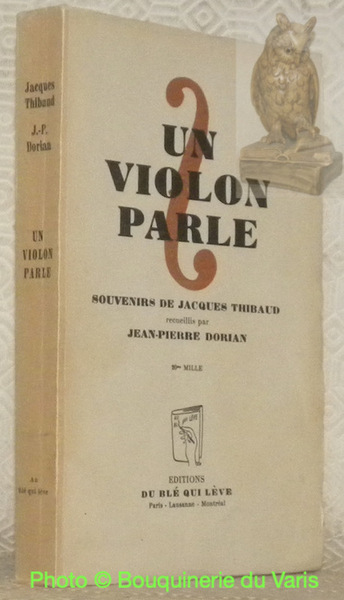 Jacques
Thibaud
J.-P.
Dorian
UN
VIOLON
PARLE
UN
VIOLON
PARLE
SOUVENIRS DE JACQUES THIBAUD
recueillis par
JEAN-PIERRE DORIAN
MILLE
EDITIONS
DU BLÉ QUI LÈVE
Paris - Lausanne - Montréal
Photo © Bouquinerie du Varis